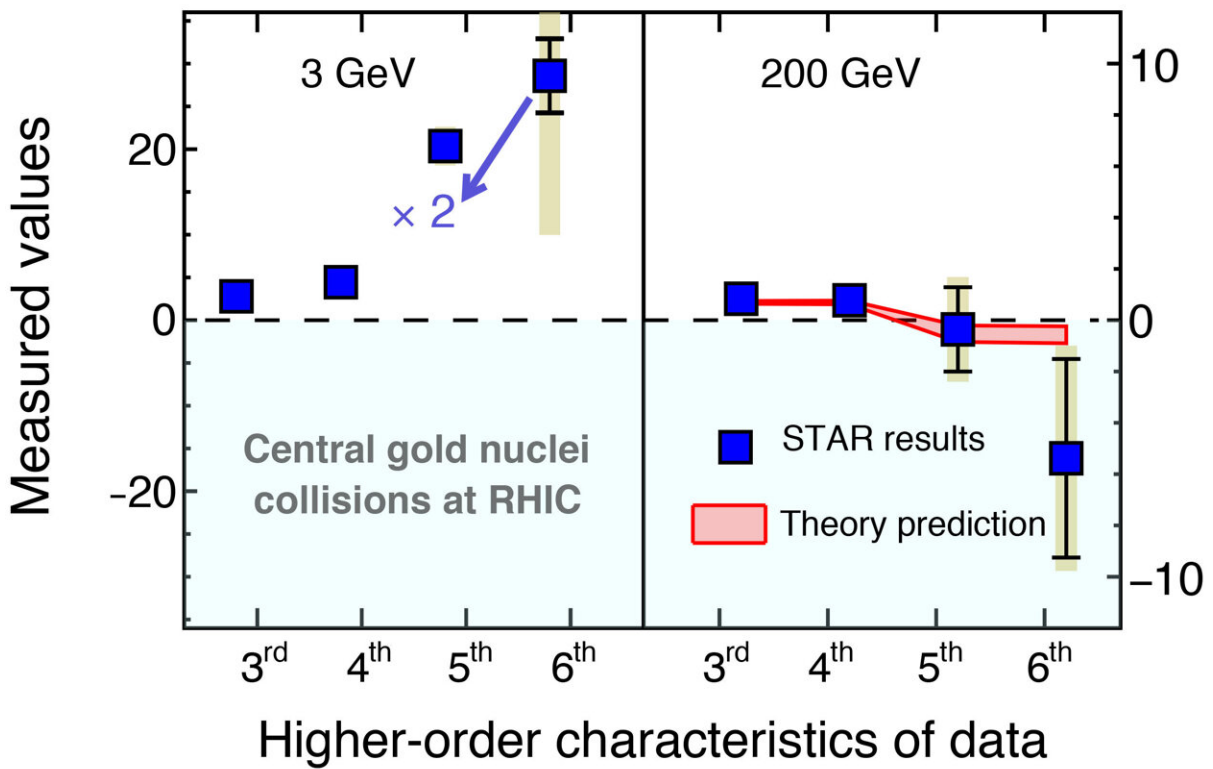 3 GeV
200 GeV
Measured values
20
0
−20
10
0
−10
× 2
Central gold nuclei
collisions at RHIC
STAR results
Theory prediction
3rd 4th 5th 6th
3rd 4th 5th 6th
Higher-order characteristics of data